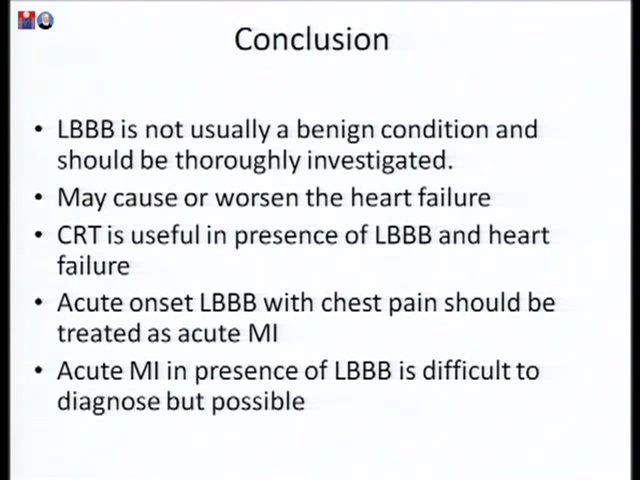 Conclusion
• LBBB is not usually a benign condition and
should be thoroughly investigated.
• May cause or worsen the heart failure
• CRT is useful in presence of LBBB and heart
failure
• Acute onset LBBB with chest pain should be
treated as acute MI
• Acute MI in presence of LBBB is difficult to
diagnose but possible